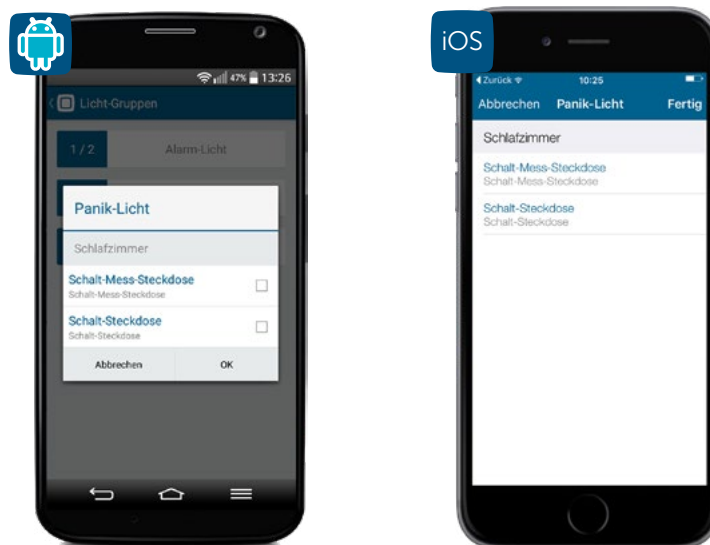 47% 13:26
Licht-Gruppen
1 / 2 Alarm-Licht
Panik-Licht
Schlafzimmer
Schalt-Mess-Steckdose
Schalt-Mess-Steckdose
Schalt-Steckdose
Schalt-Steckdose
Abbrechen OK
iOS
Zurück 10:25
Abbrechen Panik-Licht Fertig
Schlafzimmer
Schalt-Mess-Steckdose
Schalt-Mess-Steckdose
Schalt-Steckdose
Schalt-Steckdose